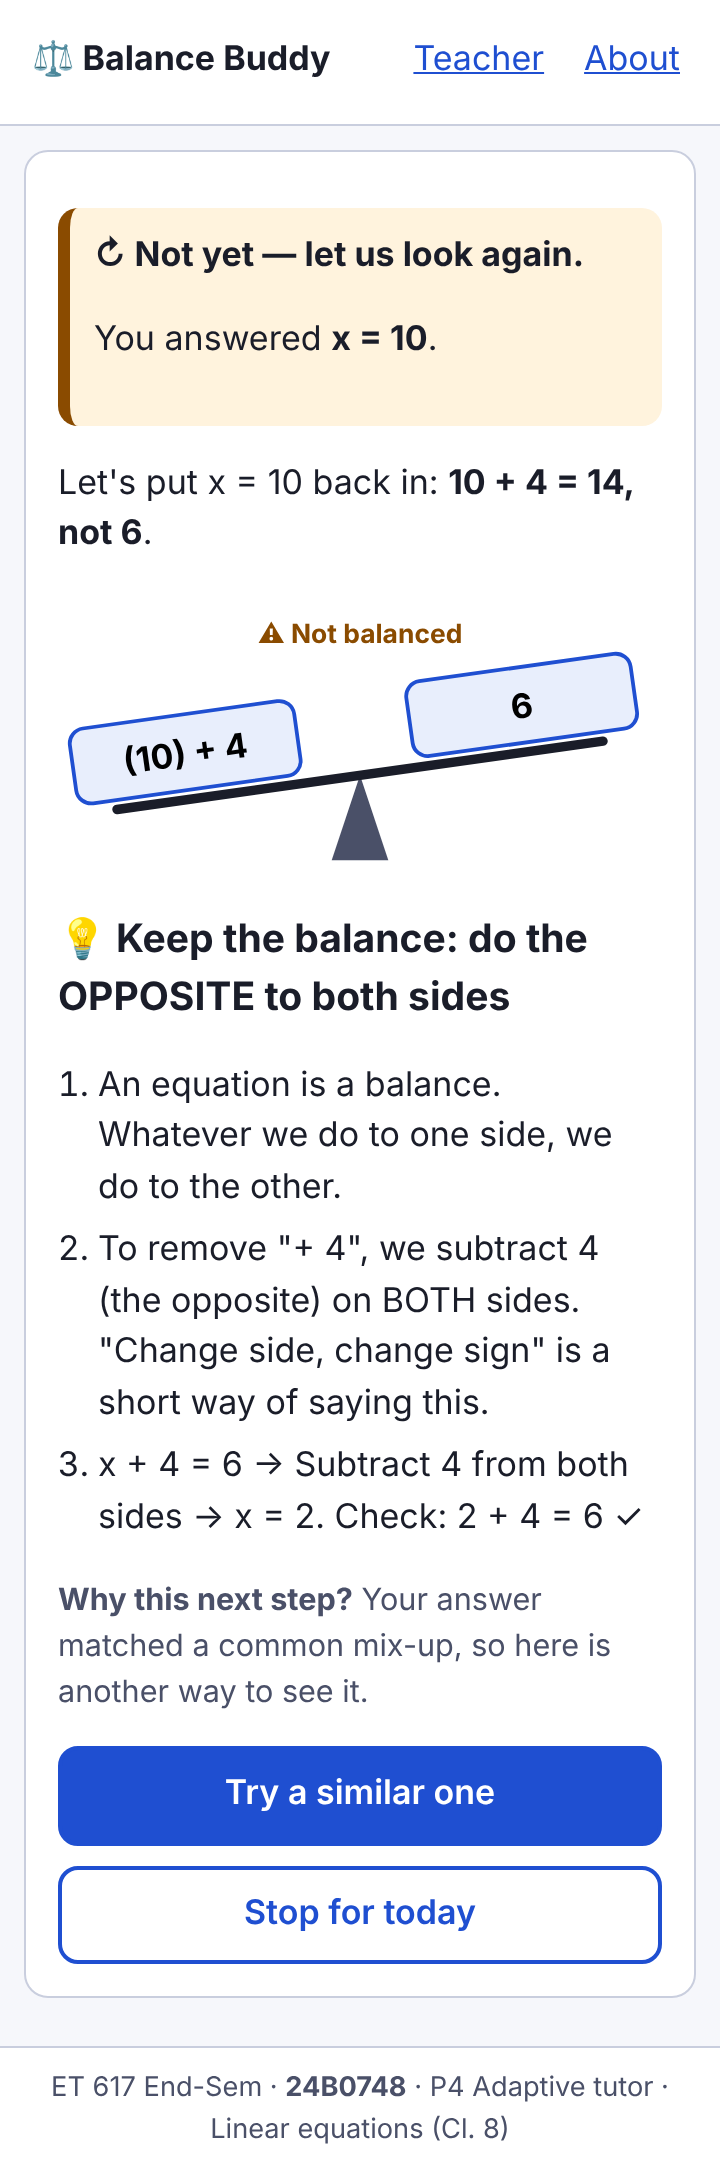 ⚖️ Balance Buddy Teacher About
↻ Not yet — let us look again.
You answered x = 10.
Let's put x = 10 back in: 10 + 4 = 14,
not 6.
⚠ Not balanced
(10) + 4
6
💡 Keep the balance: do the
OPPOSITE to both sides
1. An equation is a balance.
Whatever we do to one side, we
do to the other.
2. To remove "+ 4", we subtract 4
(the opposite) on BOTH sides.
"Change side, change sign" is a
short way of saying this.
3. x + 4 = 6 → Subtract 4 from both
sides → x = 2. Check: 2 + 4 = 6 ✓
Why this next step? Your answer
matched a common mix-up, so here is
another way to see it.
Try a similar one
Stop for today
ET 617 End-Sem · 24B0748 · P4 Adaptive tutor ·
Linear equations (Cl. 8)